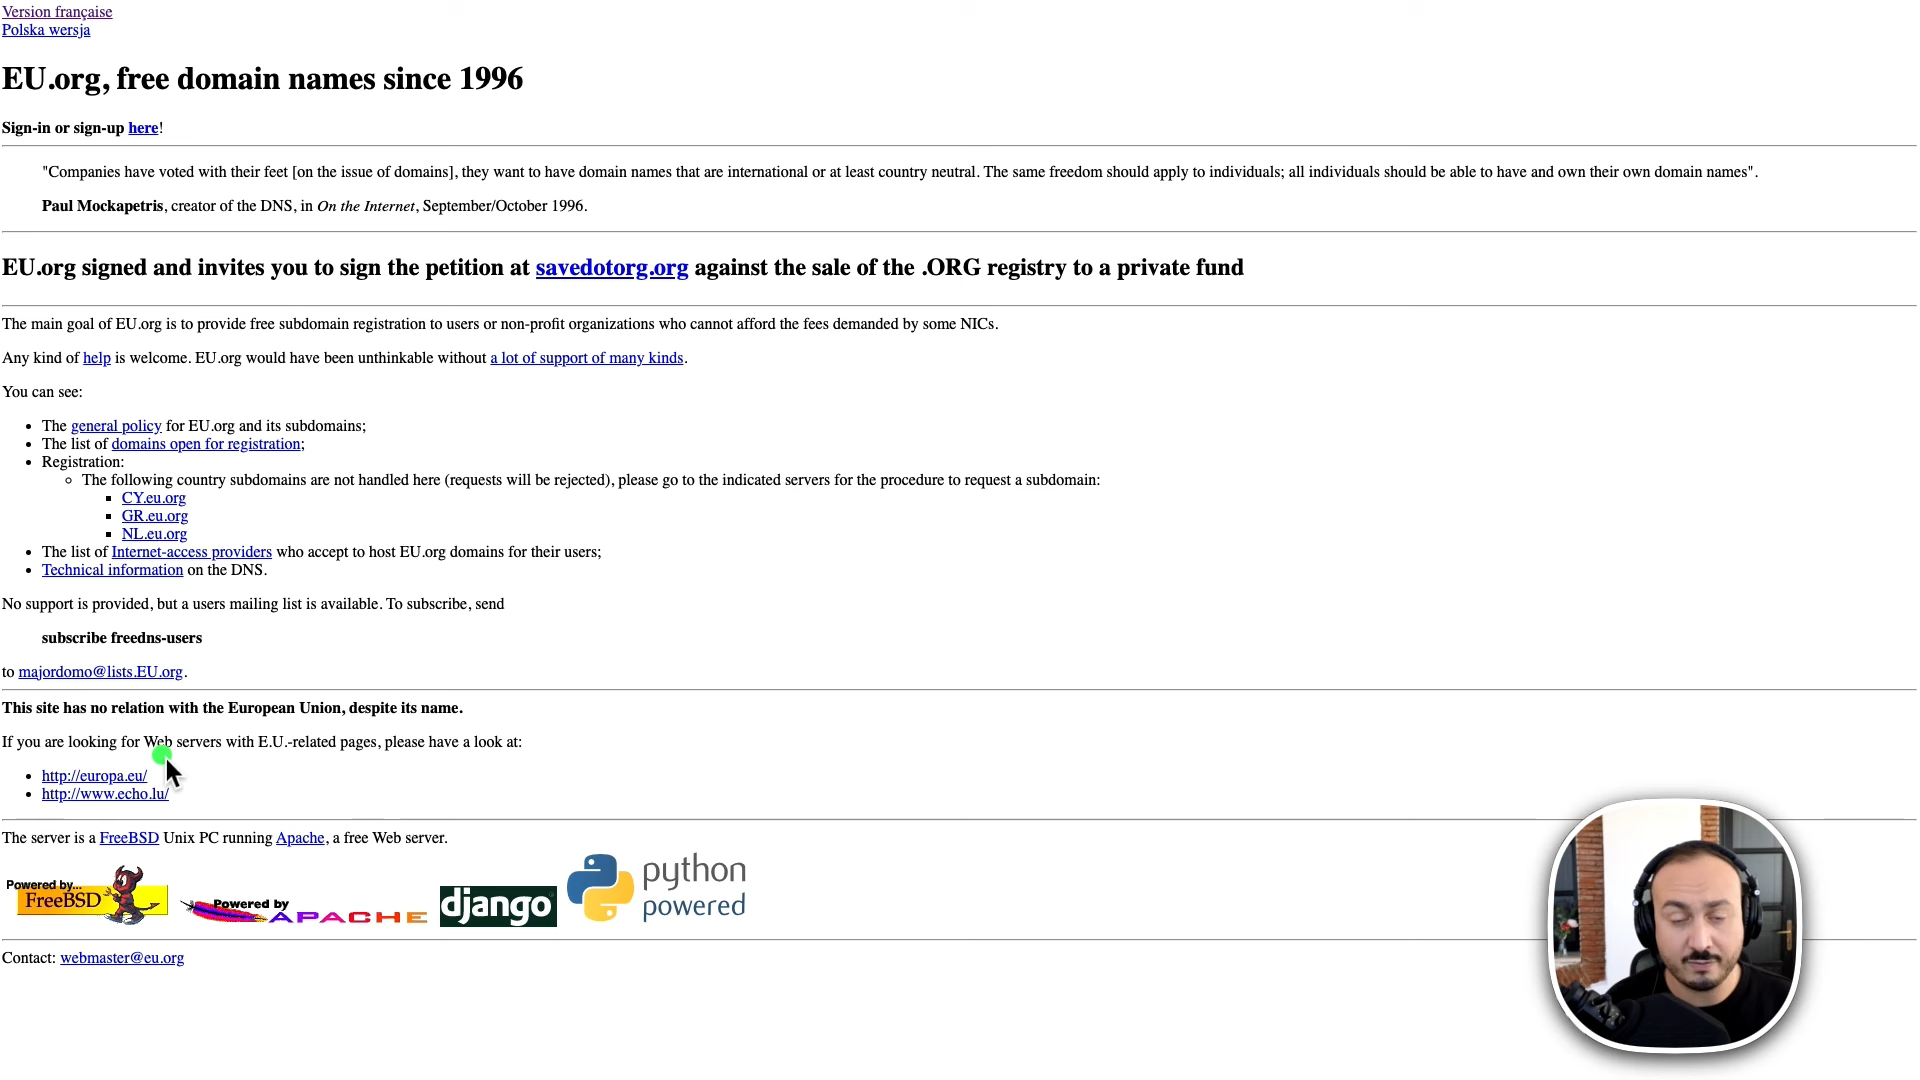 Version française
Polska wersja
EU.org, free domain names since 1996
Sign-in or sign-up here!
"Companies have voted with their feet [on the issue of domains], they want to have domain names that are international or at least country neutral. The same freedom should apply to individuals; all individuals should be able to have and own their own domain names".
Paul Mockapetris, creator of the DNS, in On the Internet, September/October 1996.
EU.org signed and invites you to sign the petition at savedotorg.org against the sale of the .ORG registry to a private fund
The main goal of EU.org is to provide free subdomain registration to users or non-profit organizations who cannot afford the fees demanded by some NICs.
Any kind of help is welcome. EU.org would have been unthinkable without a lot of support of many kinds.
You can see:
The general policy for EU.org and its subdomains;
The list of domains open for registration;
Registration:
The following country subdomains are not handled here (requests will be rejected), please go to the indicated servers for the procedure to request a subdomain:
CY.eu.org
GR.eu.org
NL.eu.org
The list of Internet-access providers who accept to host EU.org domains for their users;
Technical information on the DNS.
No support is provided, but a users mailing list is available. To subscribe, send
subscribe freedns-users
to majordomo@lists.EU.org.
This site has no relation with the European Union, despite its name.
If you are looking for Web servers with E.U.-related pages, please have a look at:
http://europa.eu/
http://www.echo.lu/
The server is a FreeBSD Unix PC running Apache, a free Web server.
Powered by...
FreeBSD
Powered by
APACHE
django
python
powered
Contact: webmaster@eu.org